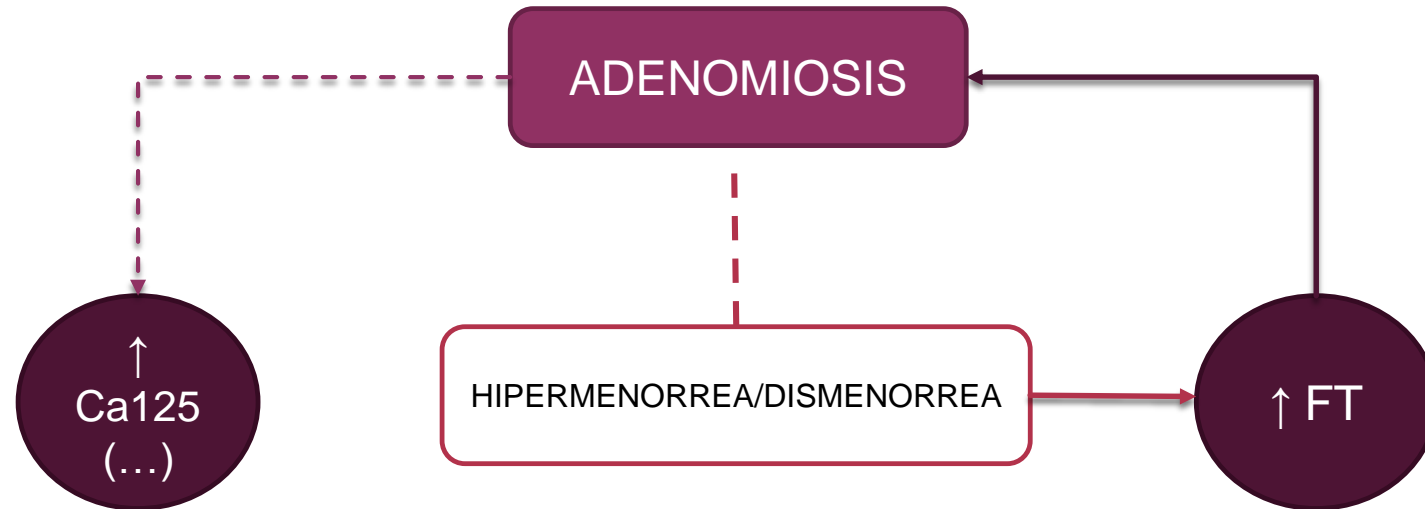 ADENOMIOSIS
↑
Ca125
(...)
HIPERMENORREA/DISMENORREA
↑ FT